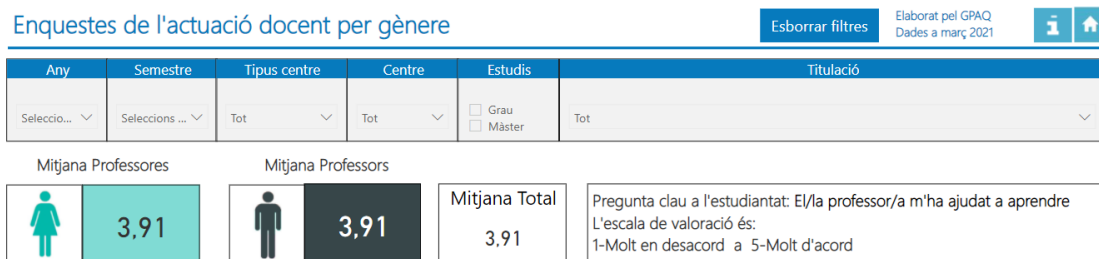 Enquestes de l'actuació docent per gènere
Esborrar filtres
Elaborat pel GPAQ
Dades a març 2021
Any
Semestre
Tipus centre
Centre
Estudis
Titulació
Seleccio...
Seleccions ...
Tot
Tot
Grau
Màster
Tot
Mitjana Professores
Mitjana Professors
3,91
3,91
Mitjana Total
3,91
Pregunta clau a l'estudiantat: El/la professor/a m'ha ajudat a aprendre
L'escala de valoració és:
1-Molt en desacord a 5-Molt d'acord